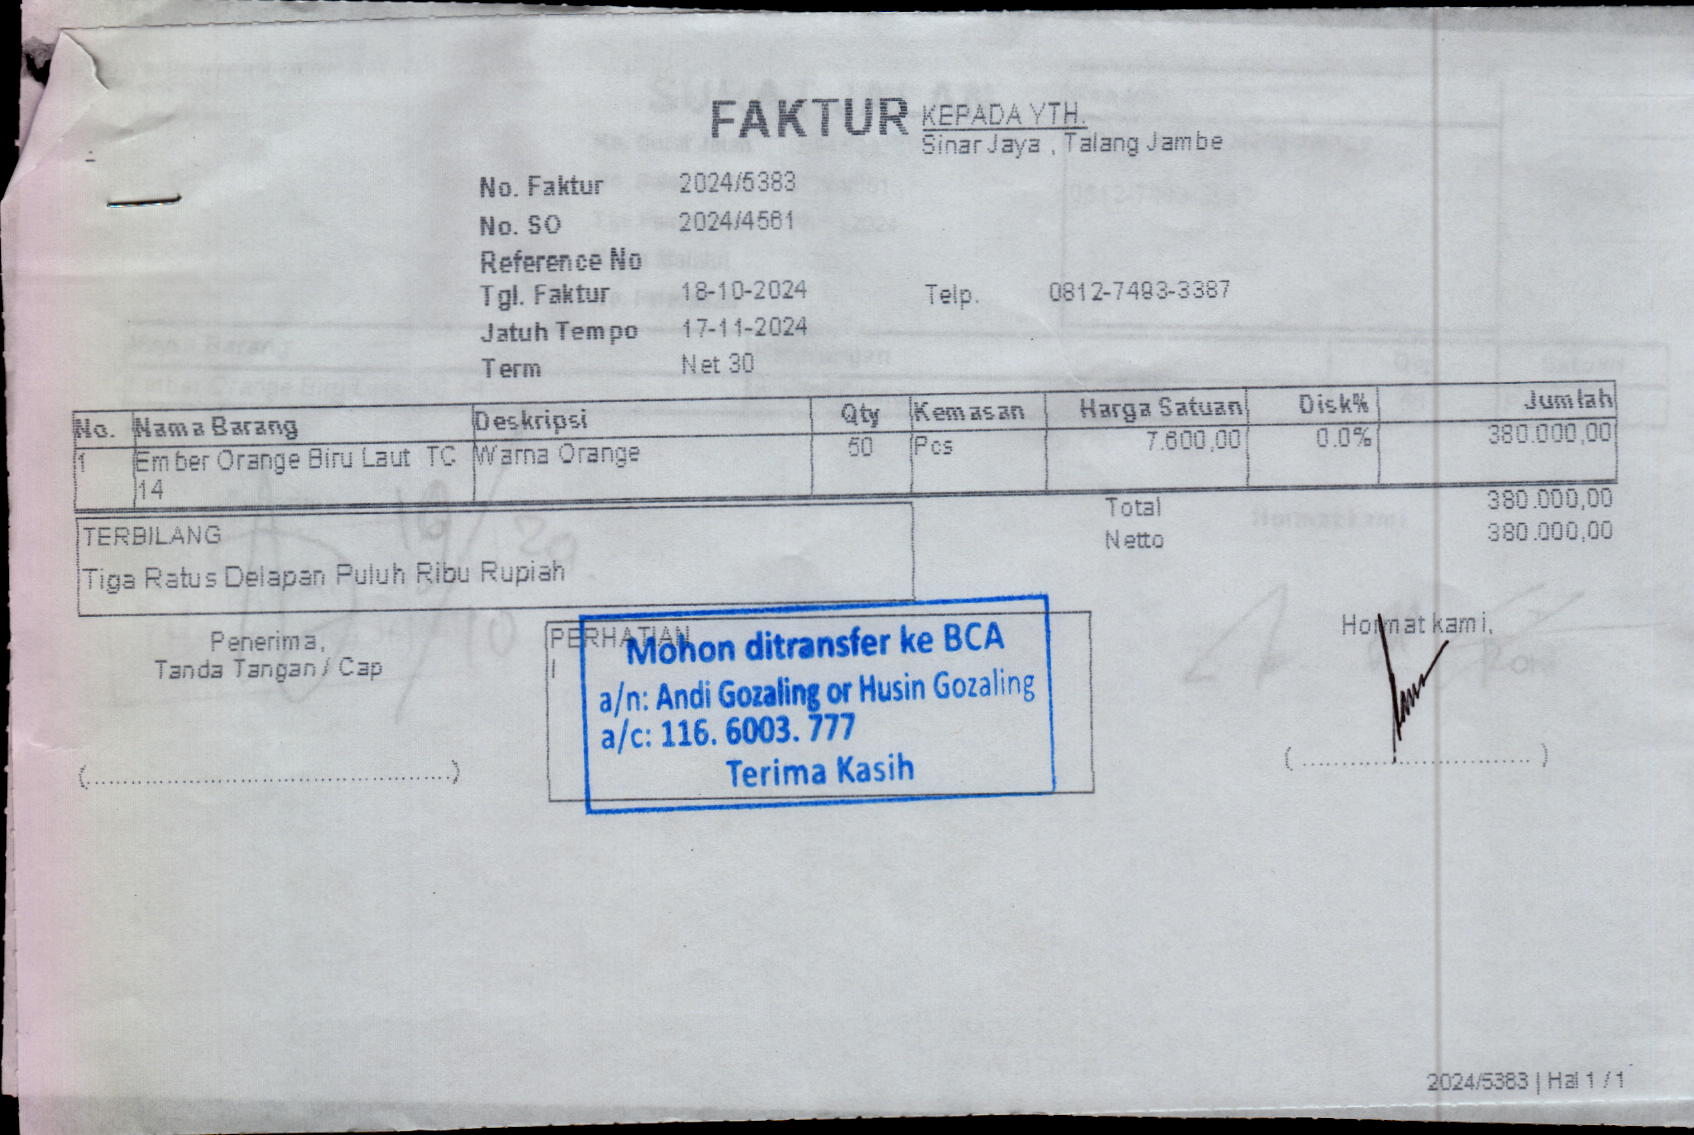 FAKTUR
KEPADA YTH.
Sinar Jaya , Talang Jambe
No. Faktur 2024/5383
No. SO 2024/4561
Reference No
Tgl. Faktur 18-10-2024 Telp. 0812-7493-3387
Jatuh Tempo 17-11-2024
Term Net 30
No. Nama Barang Deskripsi Qty Kemasan Harga Satuan Disk% Jumlah
1 Ember Orange Biru Laut TC Warna Orange 50 Pcs 7.600,00 0.0% 380.000,00
14
Total 380.000,00
Netto 380.000,00
TERBILANG
Tiga Ratus Delapan Puluh Ribu Rupiah
Penerima,
Tanda Tangan / Cap
(..................................................)
PERHATIAN
Mohon ditransfer ke BCA
a/n: Andi Gozaling or Husin Gozaling
a/c: 116. 6003. 777
Terima Kasih
Hormat kami,
(................................)
2024/5383 | Hal 1 / 1